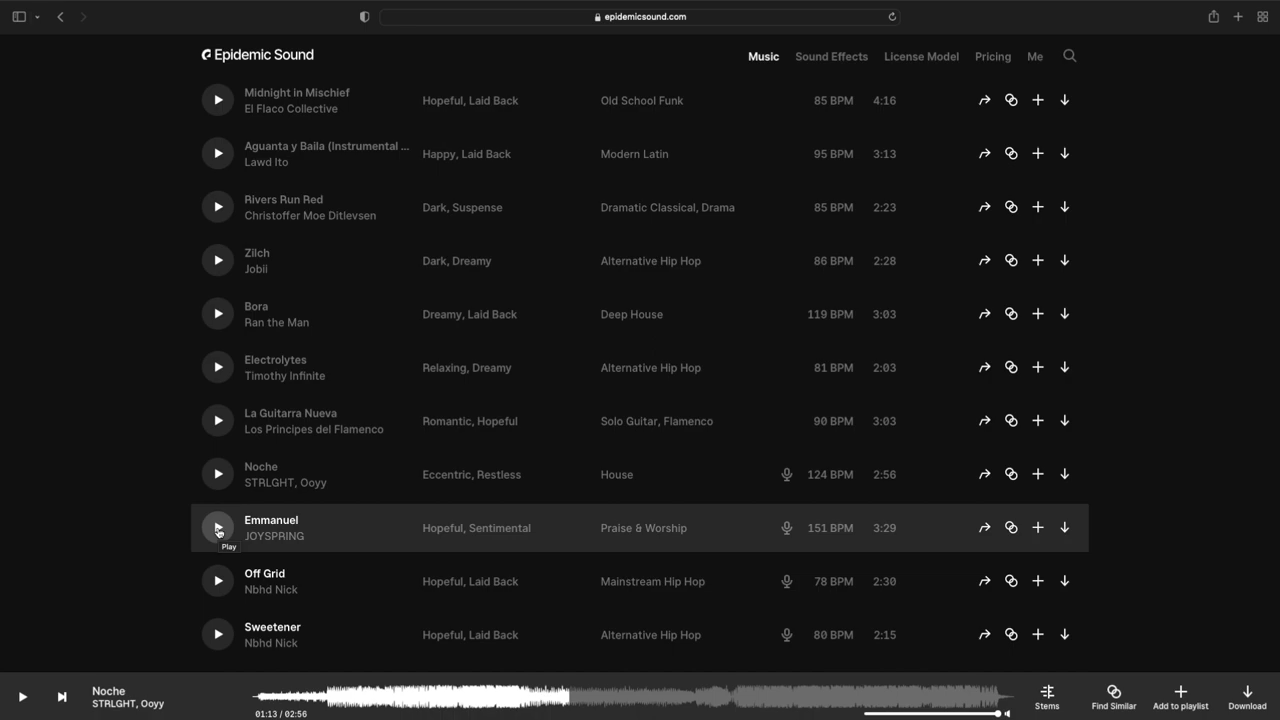 epidemicsound.com
Epidemic Sound
Music Sound Effects License Model Pricing Me
Midnight in Mischief
El Flaco Collective
Hopeful, Laid Back Old School Funk 85 BPM 4:16
Aguanta y Baila (Instrumental ...
Lawd Ito
Happy, Laid Back Modern Latin 95 BPM 3:13
Rivers Run Red
Christoffer Moe Ditlevsen
Dark, Suspense Dramatic Classical, Drama 85 BPM 2:23
Zilch
Jobii
Dark, Dreamy Alternative Hip Hop 86 BPM 2:28
Bora
Ran the Man
Dreamy, Laid Back Deep House 119 BPM 3:03
Electrolytes
Timothy Infinite
Relaxing, Dreamy Alternative Hip Hop 81 BPM 2:03
La Guitarra Nueva
Los Principes del Flamenco
Romantic, Hopeful Solo Guitar, Flamenco 90 BPM 3:03
Noche
STRLGHT, Ooyy
Eccentric, Restless House 124 BPM 2:56
Emmanuel
JOYSPRING
Hopeful, Sentimental Praise & Worship 151 BPM 3:29
Play
Off Grid
Nbhd Nick
Hopeful, Laid Back Mainstream Hip Hop 78 BPM 2:30
Sweetener
Nbhd Nick
Hopeful, Laid Back Alternative Hip Hop 80 BPM 2:15
Noche
STRLGHT, Ooyy
01:13 / 02:56
Stems Find Similar Add to playlist Download